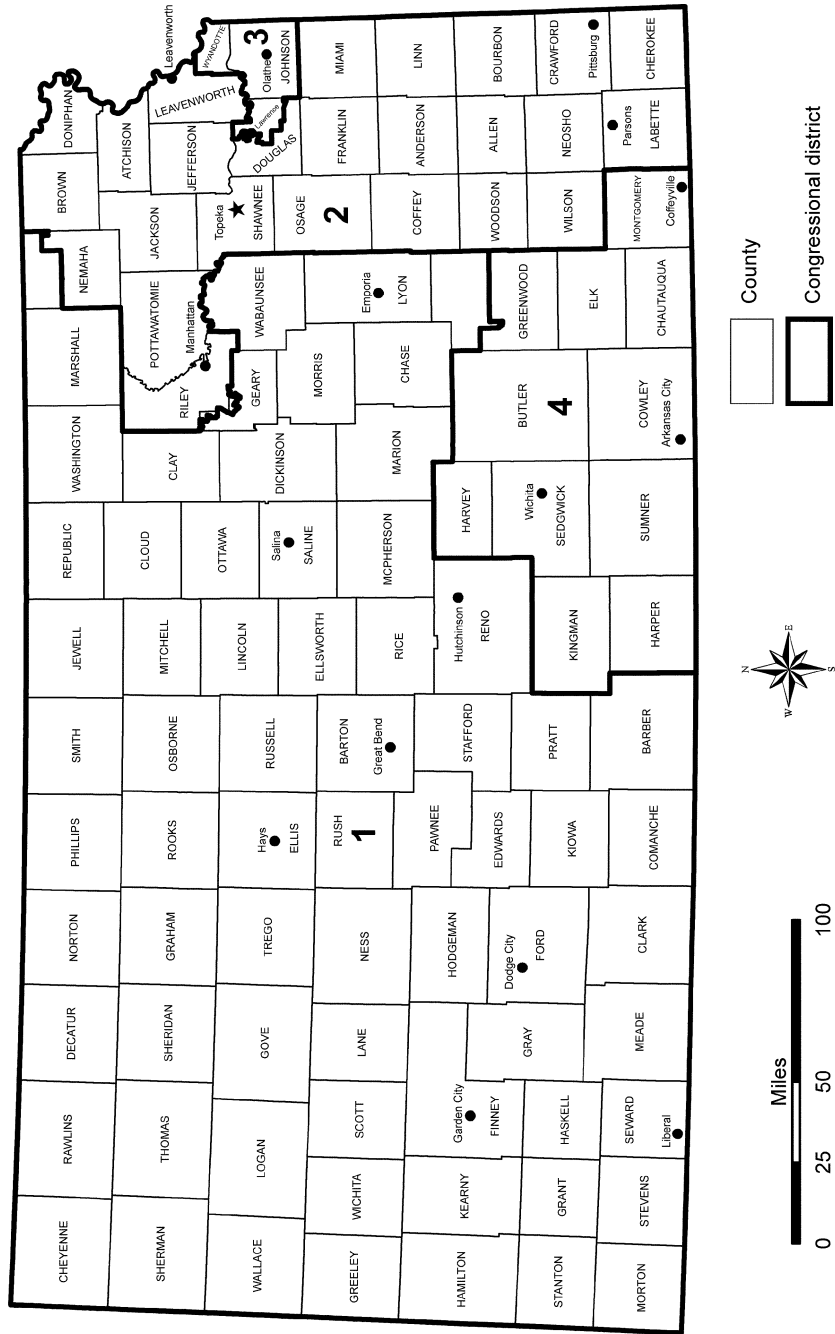 CHEYENNE
RAWLINS
DECATUR
NORTON
PHILLIPS
SMITH
JEWELL
REPUBLIC
WASHINGTON
MARSHALL
NEMAHA
BROWN
DONIPHAN
SHERMAN
THOMAS
SHERIDAN
GRAHAM
ROOKS
OSBORNE
MITCHELL
CLOUD
CLAY
RILEY
POTTAWATOMIE
Manhattan
JACKSON
ATCHISON
JEFFERSON
LEAVENWORTH
Leavenworth
WYANDOTTE
WALLACE
LOGAN
GOVE
TREGO
Hays
ELLIS
RUSSELL
LINCOLN
OTTAWA
Salina
SALINE
DICKINSON
GEARY
WABAUNSEE
Topeka
SHAWNEE
DOUGLAS
Lawrence
3
Olathe
JOHNSON
GREELEY
WICHITA
SCOTT
LANE
NESS
RUSH
1
BARTON
Great Bend
ELLSWORTH
RICE
MCPHERSON
MARION
MORRIS
CHASE
Emporia
LYON
OSAGE
2
COFFEY
FRANKLIN
ANDERSON
MIAMI
LINN
HAMILTON
KEARNY
Garden City
FINNEY
HODGEMAN
PAWNEE
EDWARDS
STAFFORD
Hutchinson
RENO
HARVEY
Wichita
SEDGWICK
BUTLER
4
GREENWOOD
WOODSON
ALLEN
BOURBON
STANTON
GRANT
HASKELL
GRAY
Dodge City
FORD
KIOWA
PRATT
KINGMAN
ELK
WILSON
NEOSHO
CRAWFORD
Pittsburg
MORTON
STEVENS
SEWARD
Liberal
MEADE
CLARK
COMANCHE
BARBER
HARPER
SUMNER
COWLEY
Arkansas City
CHAUTAUQUA
MONTGOMERY
Coffeyville
Parsons
LABETTE
CHEROKEE
Miles
0
25
50
100
N
W
E
S
County
Congressional district